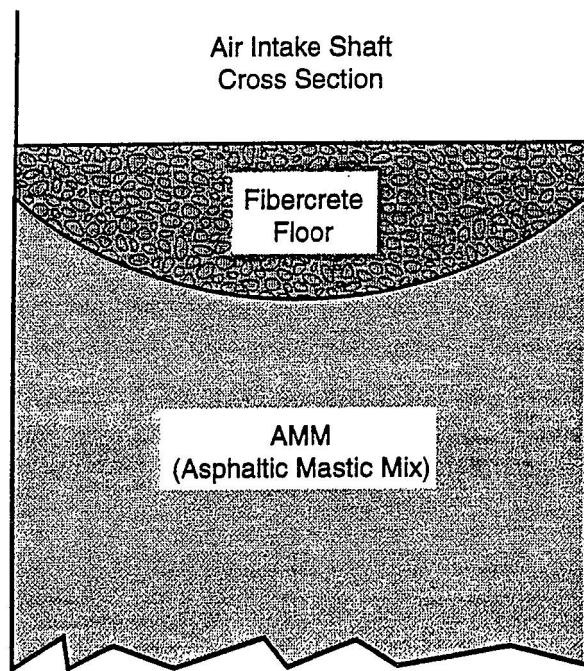 Air Intake Shaft
Cross Section
Fibercrete
Floor
AMM
(Asphaltic Mastic Mix)